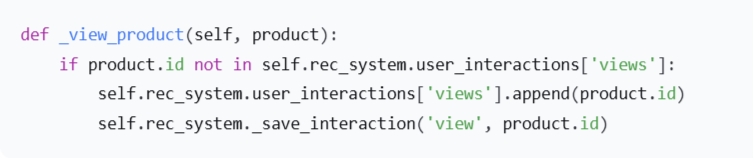 def _view_product(self, product):
    if product.id not in self.rec_system.user_interactions['views']:
        self.rec_system.user_interactions['views'].append(product.id)
        self.rec_system._save_interaction('view', product.id)